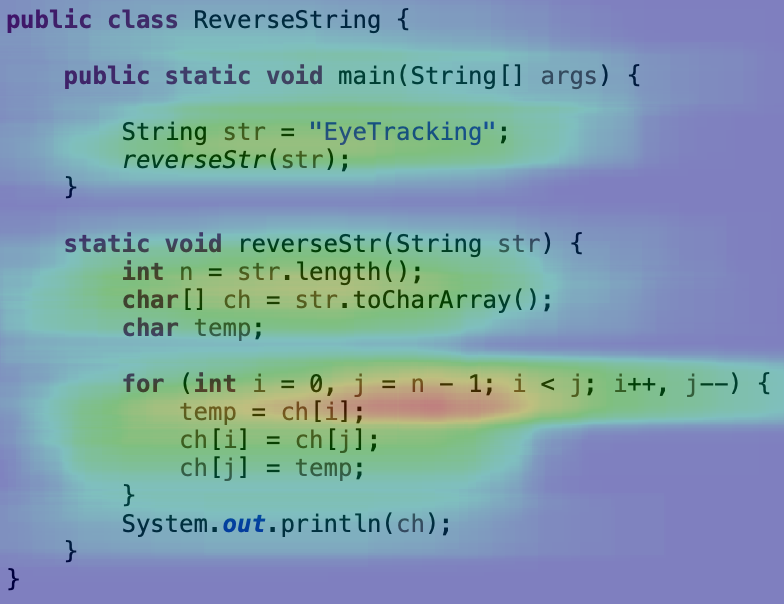 public class ReverseString {
public static void main(String[] args) {
String str = "EyeTracking";
reverseStr(str);
}
static void reverseStr(String str) {
int n = str.length();
char[] ch = str.toCharArray();
char temp;
for (int i = 0, j = n - 1; i < j; i++, j--) {
temp = ch[i];
ch[i] = ch[j];
ch[j] = temp;
}
System.out.println(ch);
}
}